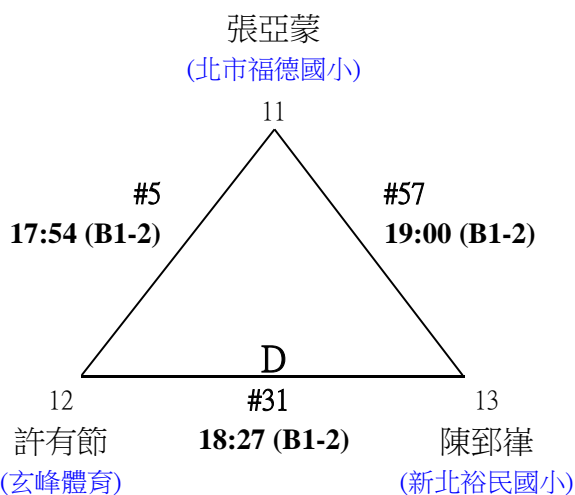 張亞蒙
(北市福德國小)
11
#5
17:54 (B1-2)
#57
19:00 (B1-2)
D
12
#31
13
許有節
18:27 (B1-2)
陳郅嵂
(玄峰體育)
(新北裕民國小)